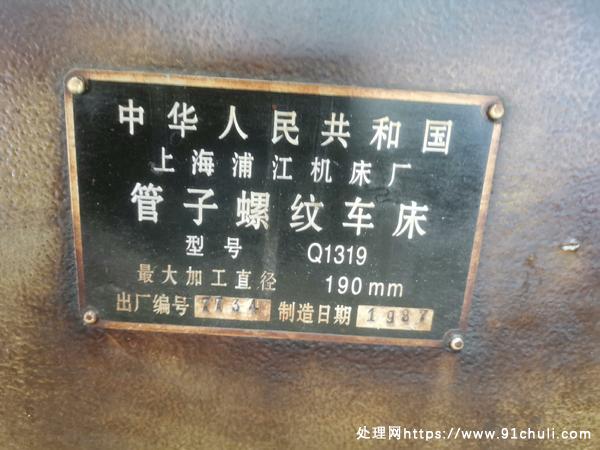 中华人民共和国
上海浦江机床厂
管子螺纹车床
型号 Q1319
最大加工直径 190mm
出厂编号 制造日期 1987
处理网https://www.91chuli.com